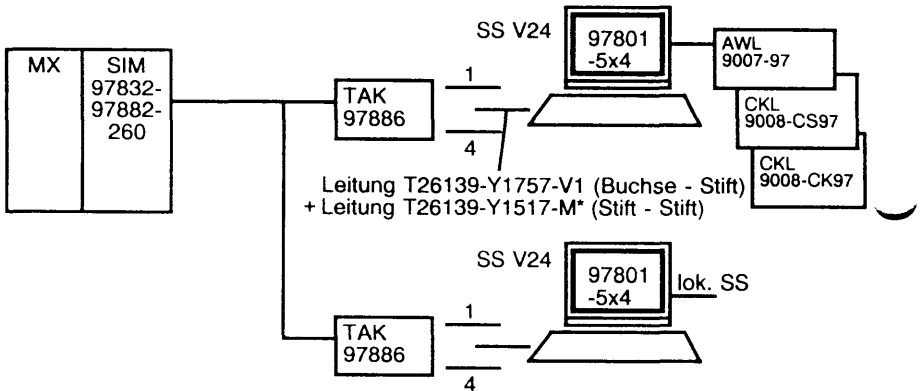 MX
SIM
97832-
97882-
260
TAK
97886
1
4
SS V24
97801
-5x4
AWL
9007-97
CKL
9008-CS97
CKL
9008-CK97
Leitung T26139-Y1757-V1 (Buchse - Stift)
+ Leitung T26139-Y1517-M* (Stift - Stift)
SS V24
97801
-5x4
lok. SS
TAK
97886
1
4